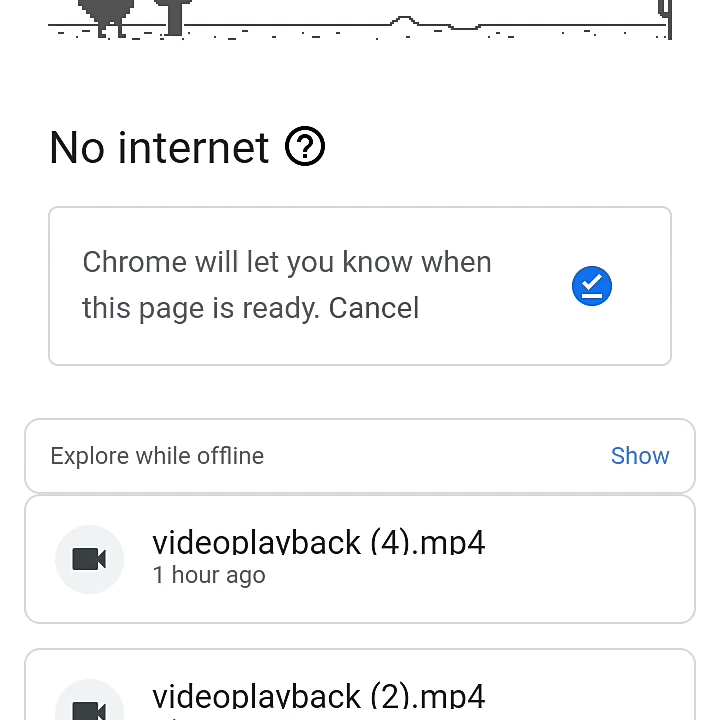 No internet
Chrome will let you know when
this page is ready. Cancel
Explore while offline
Show
videoplayback (4).mp4
1 hour ago
videoplayback (2).mp4